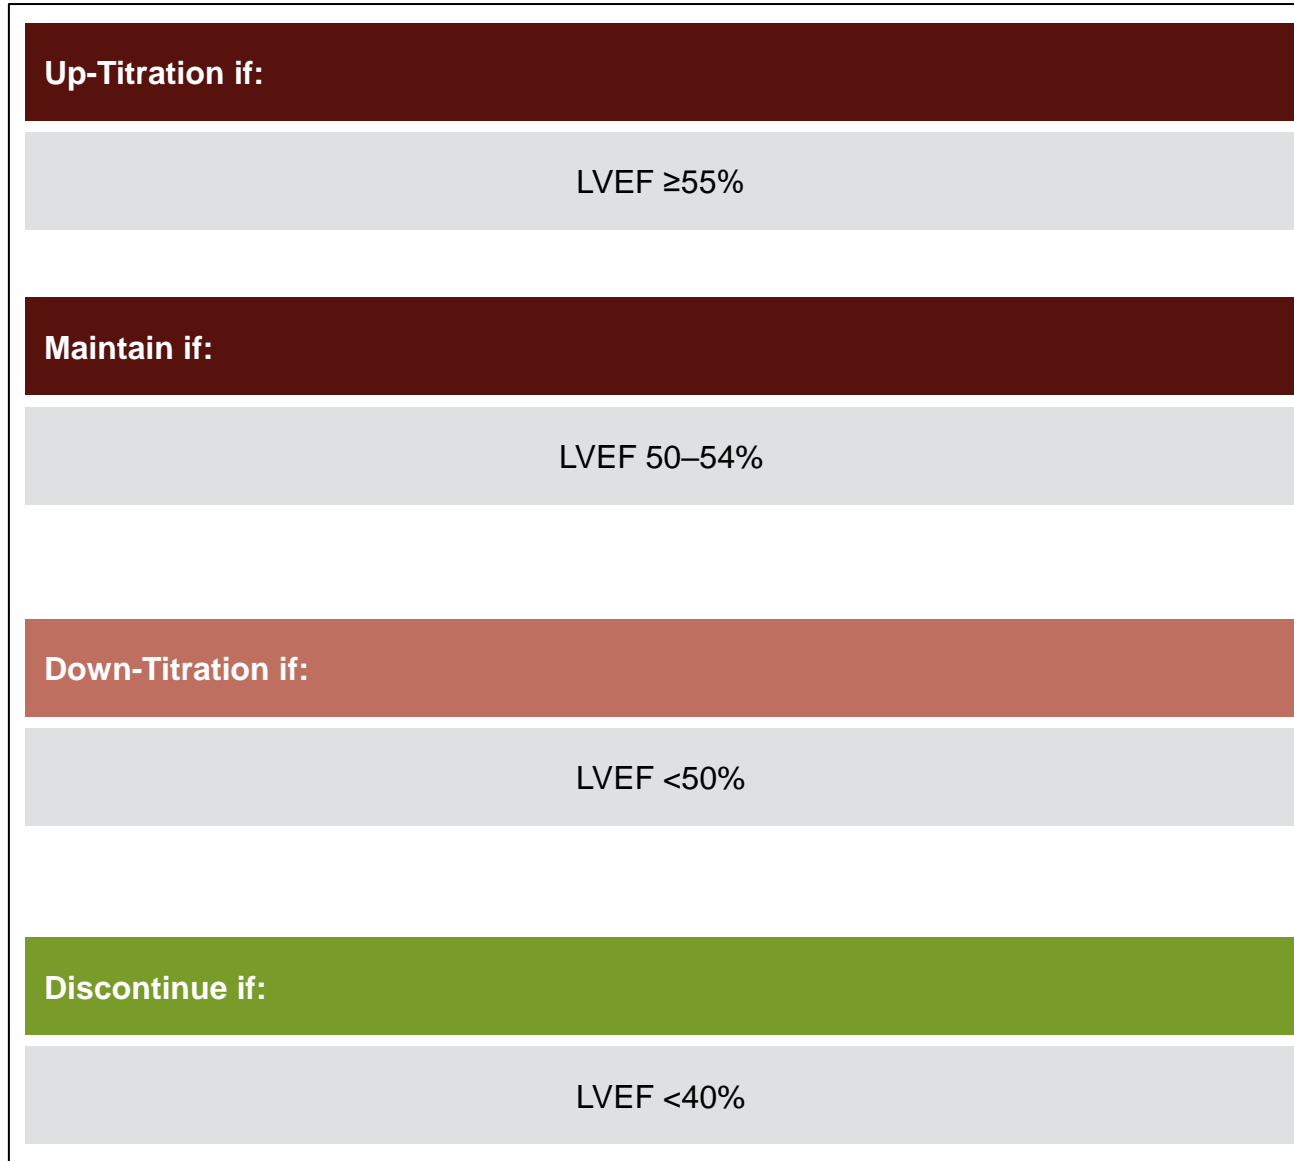 Up-Titration if:
LVEF ≥55%
Maintain if:
LVEF 50–54%
Down-Titration if:
LVEF <50%
Discontinue if:
LVEF <40%